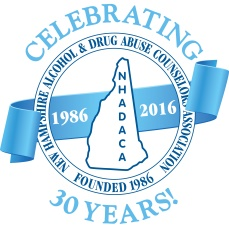 CELEBRATING
NEW HAMPSHIRE ALCOHOL & DRUG ABUSE COUNSELORS ASSOCIATION
NHADACA
1986 2016
FOUNDED 1986
30 YEARS!